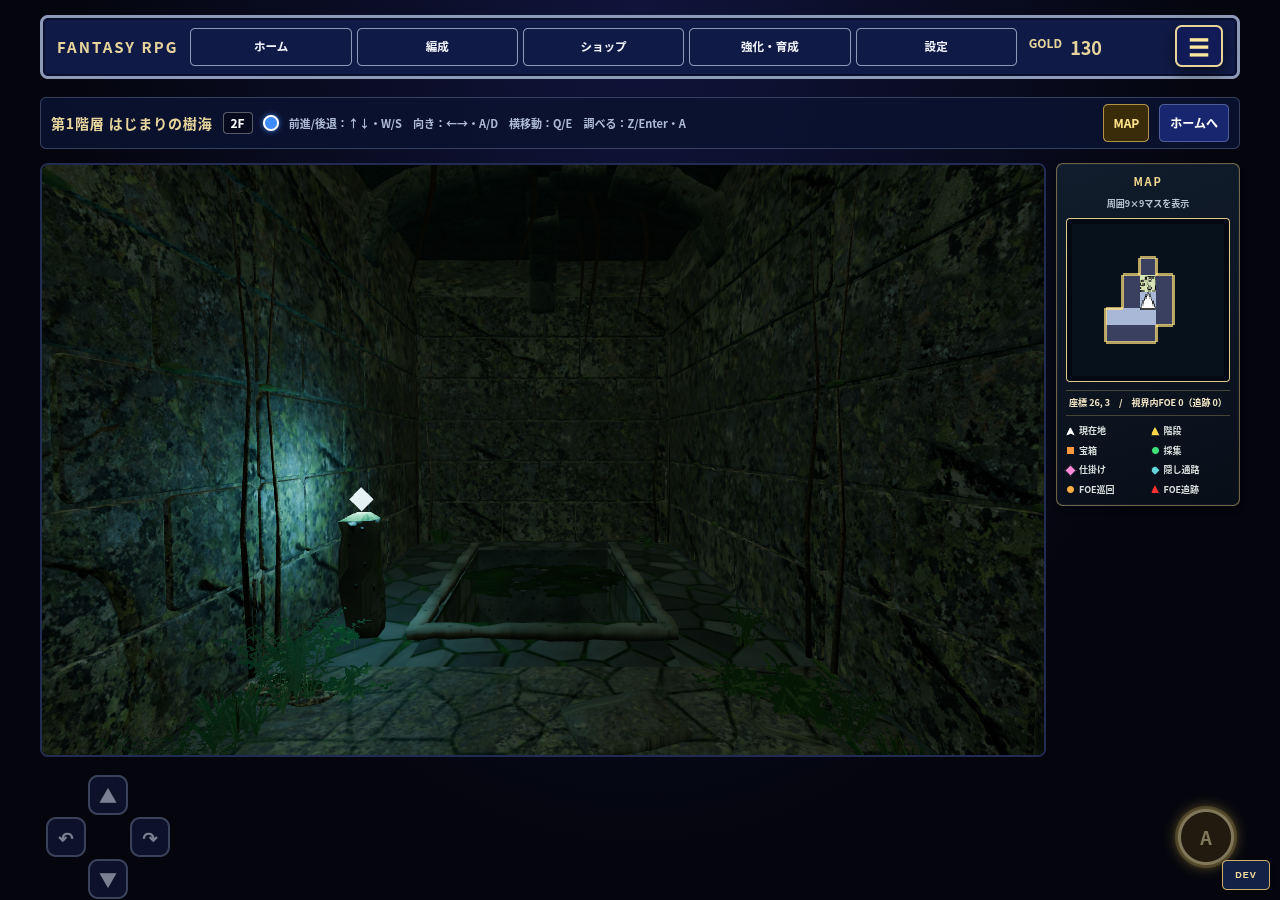 FANTASY RPG
ホーム
編成
ショップ
強化・育成
設定
GOLD 130
第1階層 はじまりの樹海 2F 前進/後退：↑↓・W/S 向き：←→・A/D 横移動：Q/E 調べる：Z/Enter・A
MAP
ホームへ
MAP
周囲9×9マスを表示
座標 26, 3 / 視界内FOE 0（追跡 0）
現在地 階段
宝箱 採集
仕掛け 隠し通路
FOE巡回 FOE追跡
A
DEV